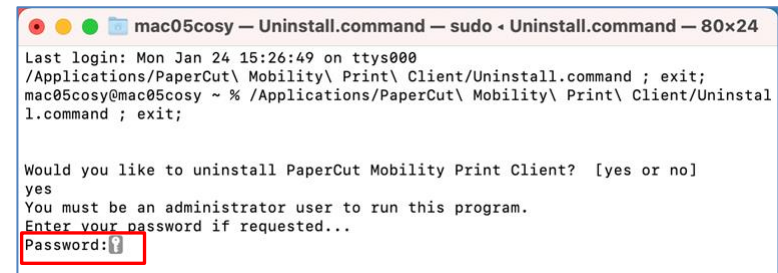 mac05cosy — Uninstall.command — sudo ◂ Uninstall.command — 80×24
Last login: Mon Jan 24 15:26:49 on ttys000
/Applications/PaperCut\ Mobility\ Print\ Client/Uninstall.command ; exit;
mac05cosy@mac05cosy ~ % /Applications/PaperCut\ Mobility\ Print\ Client/Uninstal
l.command ; exit;
Would you like to uninstall PaperCut Mobility Print Client?  [yes or no]
yes
You must be an administrator user to run this program.
Enter your password if requested...
Password: